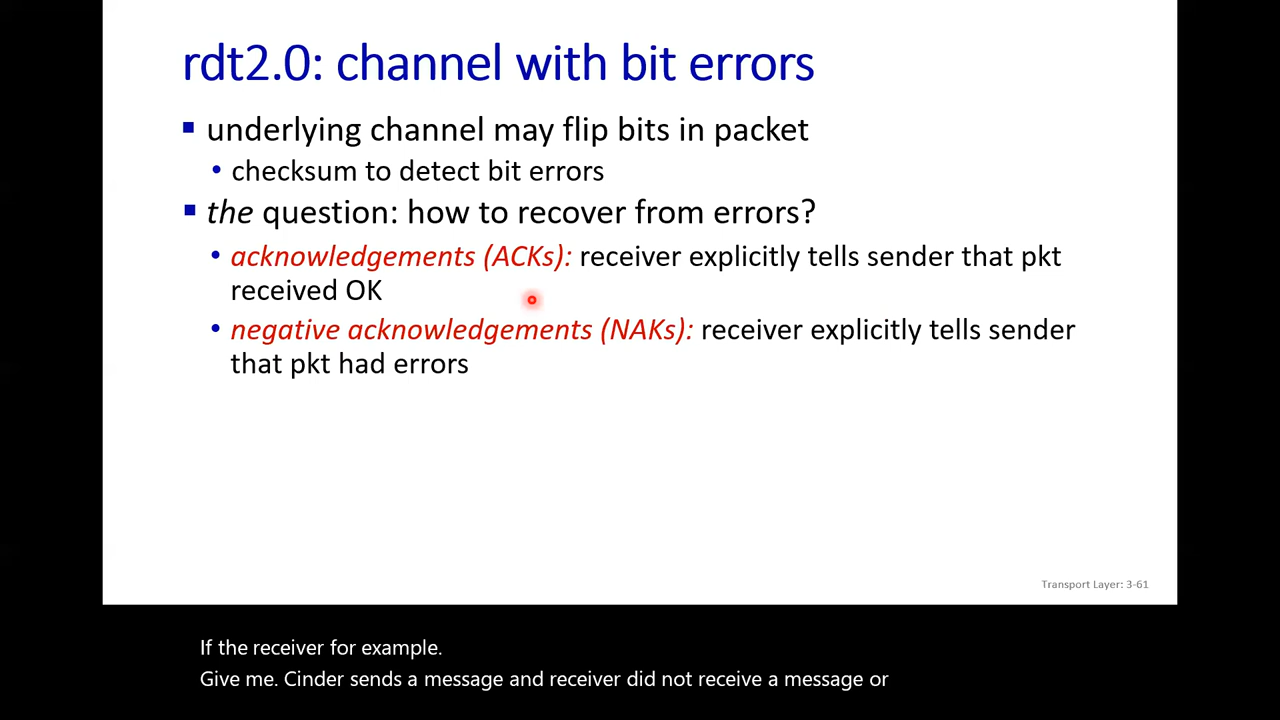 rdt2.0: channel with bit errors
▪ underlying channel may flip bits in packet
• checksum to detect bit errors
▪ the question: how to recover from errors?
• acknowledgements (ACKs): receiver explicitly tells sender that pkt
received OK
• negative acknowledgements (NAKs): receiver explicitly tells sender
that pkt had errors
Transport Layer: 3-61
If the receiver for example.
Give me. Cinder sends a message and receiver did not receive a message or